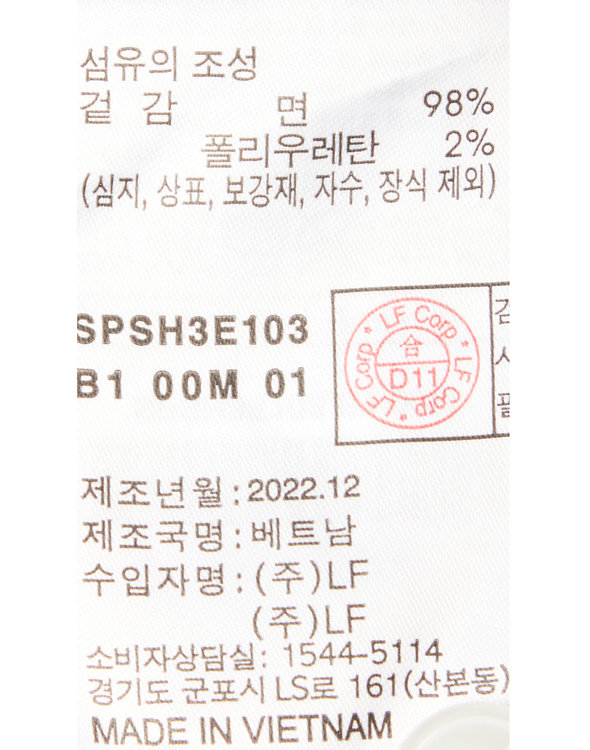 섬유의 조성
겉 감 면 98%
폴리우레탄 2%
(심지, 상표, 보강재, 자수, 장식 제외)
SPSH3E103
B1 00M 01
LF Corp * LF Corp * LF Corp *
合
D11
제조년월 : 2022.12
제조국명 : 베트남
수입자명 : (주)LF
(주)LF
소비자상담실: 1544-5114
경기도 군포시 LS로 161(산본동)
MADE IN VIETNAM